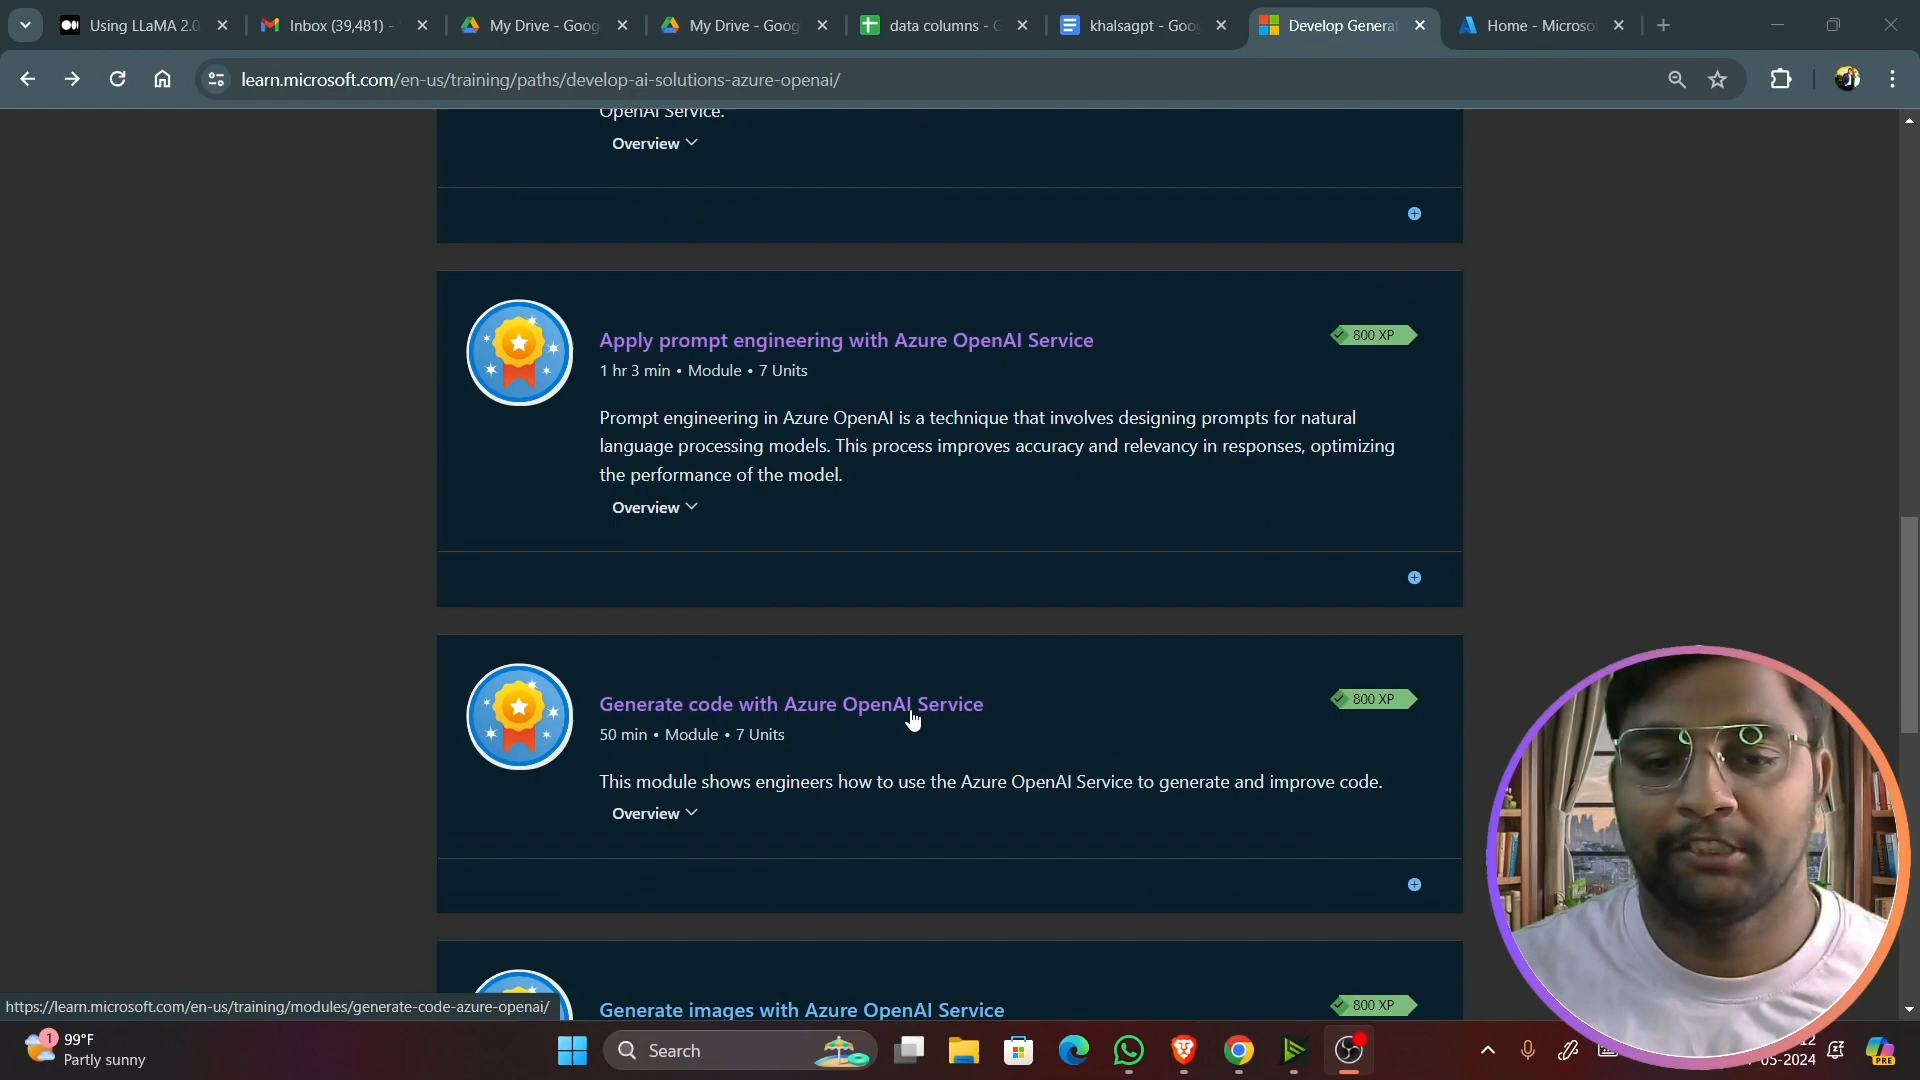 Using LLaMA 2.0
Inbox (39,481) -
My Drive - Goog
My Drive - Goog
data columns - G
khalsagpt - Goo
Develop Genera
Home - Microso
learn.microsoft.com/en-us/training/paths/develop-ai-solutions-azure-openai/
OpenAI Service.
Overview
Apply prompt engineering with Azure OpenAI Service
800 XP
1 hr 3 min • Module • 7 Units
Prompt engineering in Azure OpenAI is a technique that involves designing prompts for natural
language processing models. This process improves accuracy and relevancy in responses, optimizing
the performance of the model.
Overview
Generate code with Azure OpenAI Service
800 XP
50 min • Module • 7 Units
This module shows engineers how to use the Azure OpenAI Service to generate and improve code.
Overview
Generate images with Azure OpenAI Service
800 XP
https://learn.microsoft.com/en-us/training/modules/generate-code-azure-openai/
1
99°F
Partly sunny
Search
12
05-2024
PRE